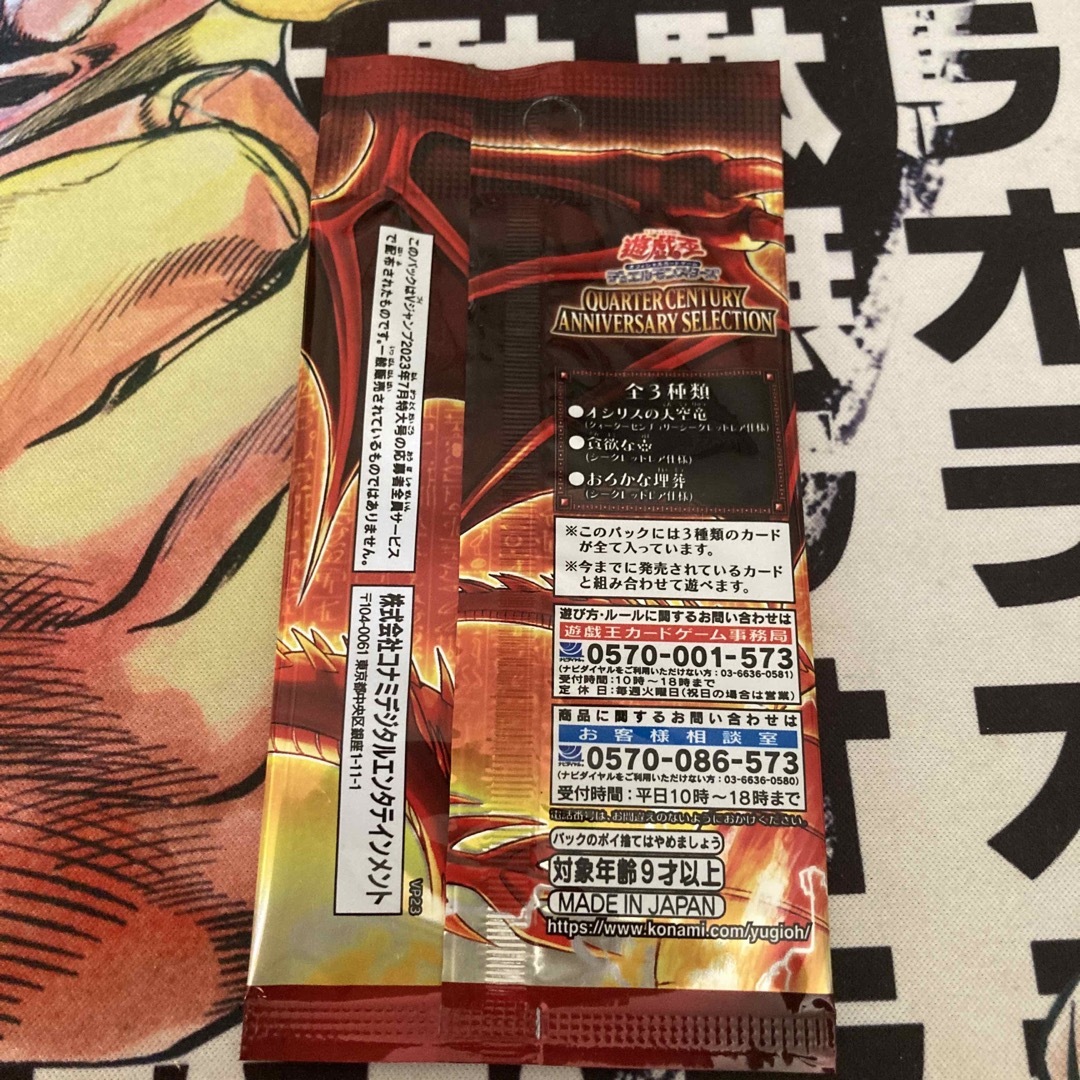 遊戯王
デュエルモンスターズ
QUARTER CENTURY
ANNIVERSARY SELECTION
全3種類
●オシリスの天空竜
(クォーターセンチュリーシークレットレア仕様)
●貪欲な壺
(シークレットレア仕様)
●おろかな埋葬
(シークレットレア仕様)
※このパックには3種類のカード
が全て入っています。
※今までに発売されているカード
と組み合わせて遊べます。
遊び方・ルールに関するお問い合わせは
遊戯王カードゲーム事務局
0570-001-573
(ナビダイヤルをご利用いただけない方:03-6636-0581)
受付時間:10時〜18時まで
定休日:毎週火曜日(祝日の場合は営業)
商品に関するお問い合わせは
お客様相談室
0570-086-573
(ナビダイヤルをご利用いただけない方:03-6636-0580)
受付時間:平日10時〜18時まで
電話番号は、お間違えのないようにおかけください。
パックのポイ捨てはやめましょう
対象年齢9才以上
MADE IN JAPAN
https://www.konami.com/yugioh/
このパックはVジャンプ2023年7月特大号の応募者全員サービス
で配布されたものです。一般販売されているものではありません。
株式会社コナミデジタルエンタテインメント
〒104-0061 東京都中央区銀座1-11-1
VP23